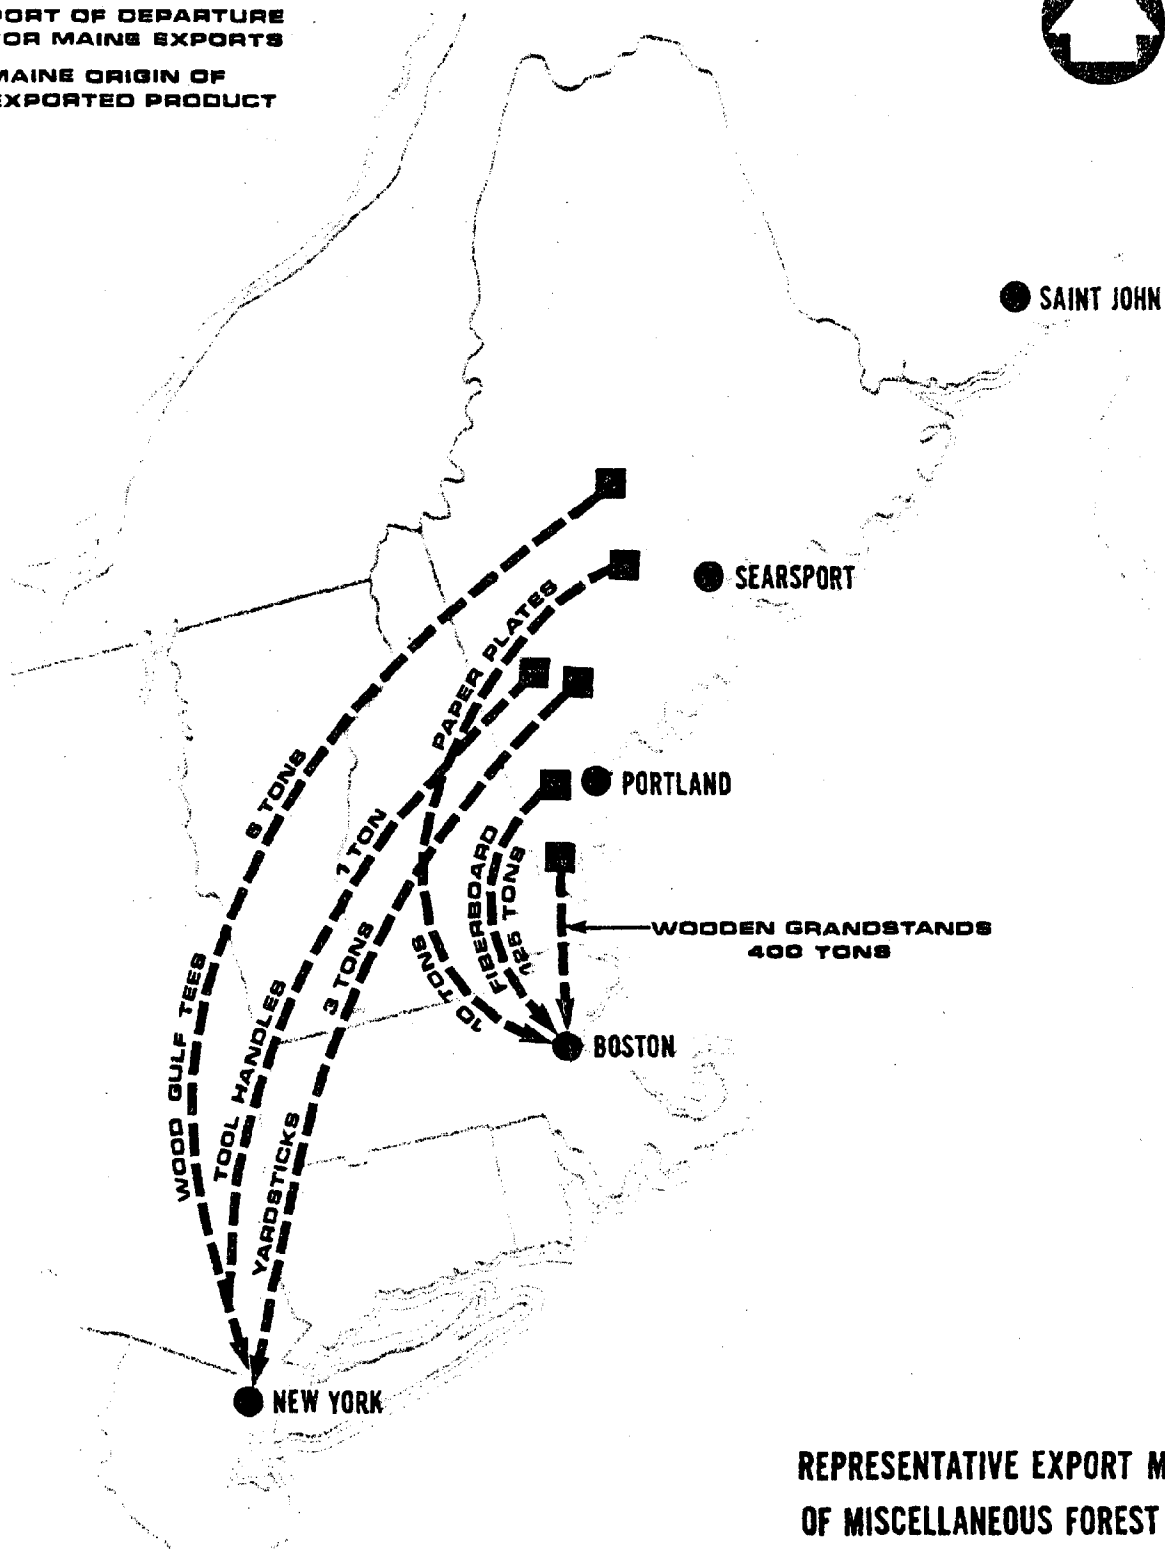 PORT OF DEPARTURE
FOR MAINE EXPORTS
MAINE ORIGIN OF
EXPORTED PRODUCT
SAINT JOHN
SEARSPORT
PAPER PLATES
6 TONS
PORTLAND
1 TON
FIBERBOARD
125 TONS
WOODEN GRANDSTANDS
400 TONS
3 TONS
10 TONS
BOSTON
WOOD GULF TEES
TOOL HANDLES
YARDSTICKS
NEW YORK
REPRESENTATIVE EXPORT M
OF MISCELLANEOUS FOREST